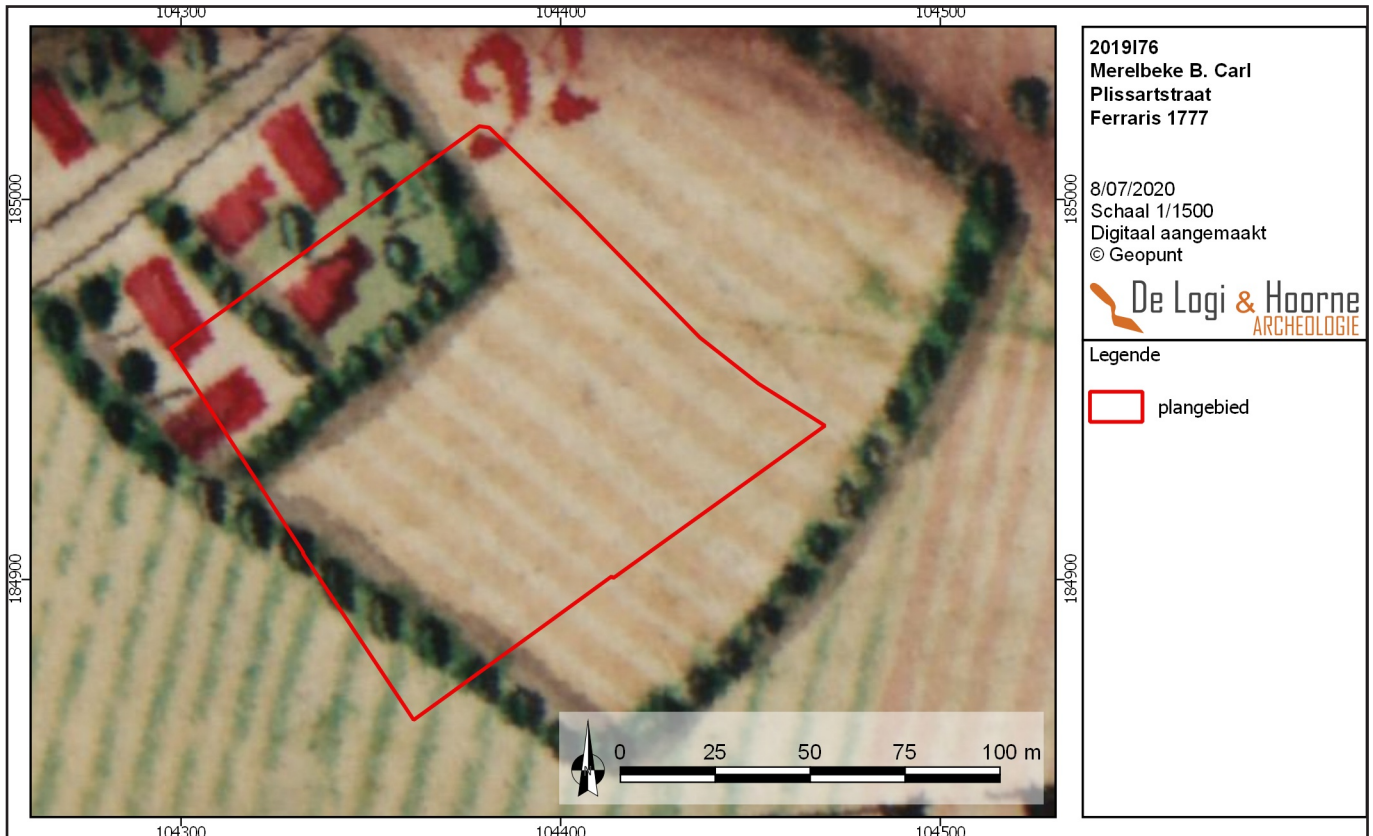 104300 104400 104500
185000 185000
184900 184900
92
0 25 50 75 100 m
N
104300 104400 104500
2019I76
Merelbeke B. Carl
Plissartstraat
Ferraris 1777
8/07/2020
Schaal 1/1500
Digitaal aangemaakt
© Geopunt
De Logi & Hoorne
ARCHEOLOGIE
Legende
plangebied